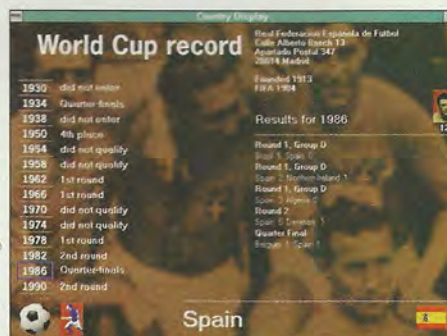 Country Display
World Cup record
Real Federacion Espanola de Futbol
Calle Alberto Bosch 13
Apartado Postal 347
28014 Madrid
Founded 1913
FIFA 1904
1930 did not enter
1934 Quarter-finals
1938 did not enter
1950 4th place
1954 did not qualify
1958 did not qualify
1962 1st round
1966 1st round
1970 did not qualify
1974 did not qualify
1978 1st round
1982 2nd round
1986 Quarter-finals
1990 2nd round
Results for 1986
Round 1, Group D
Brazil 1 Spain 0
Round 1, Group D
Spain 2 Northern Ireland 1
Round 1, Group D
Spain 3 Algeria 0
Round 2
Spain 5 Denmark 1
Quarter Final
Belgium 1 Spain 1
Spain